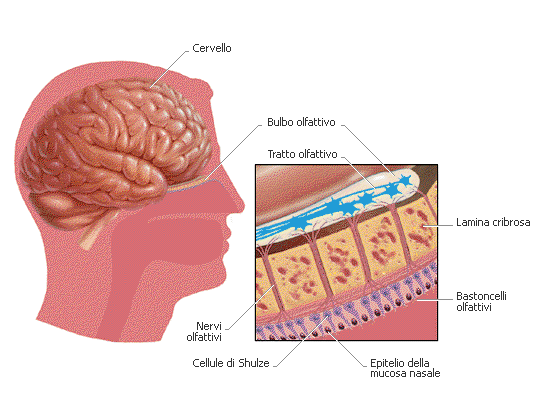 Cervello
Bulbo olfattivo
Tratto olfattivo
Lamina cribrosa
Bastoncelli
olfattivi
Nervi
olfattivi
Cellule di Shulze
Epitelio della
mucosa nasale